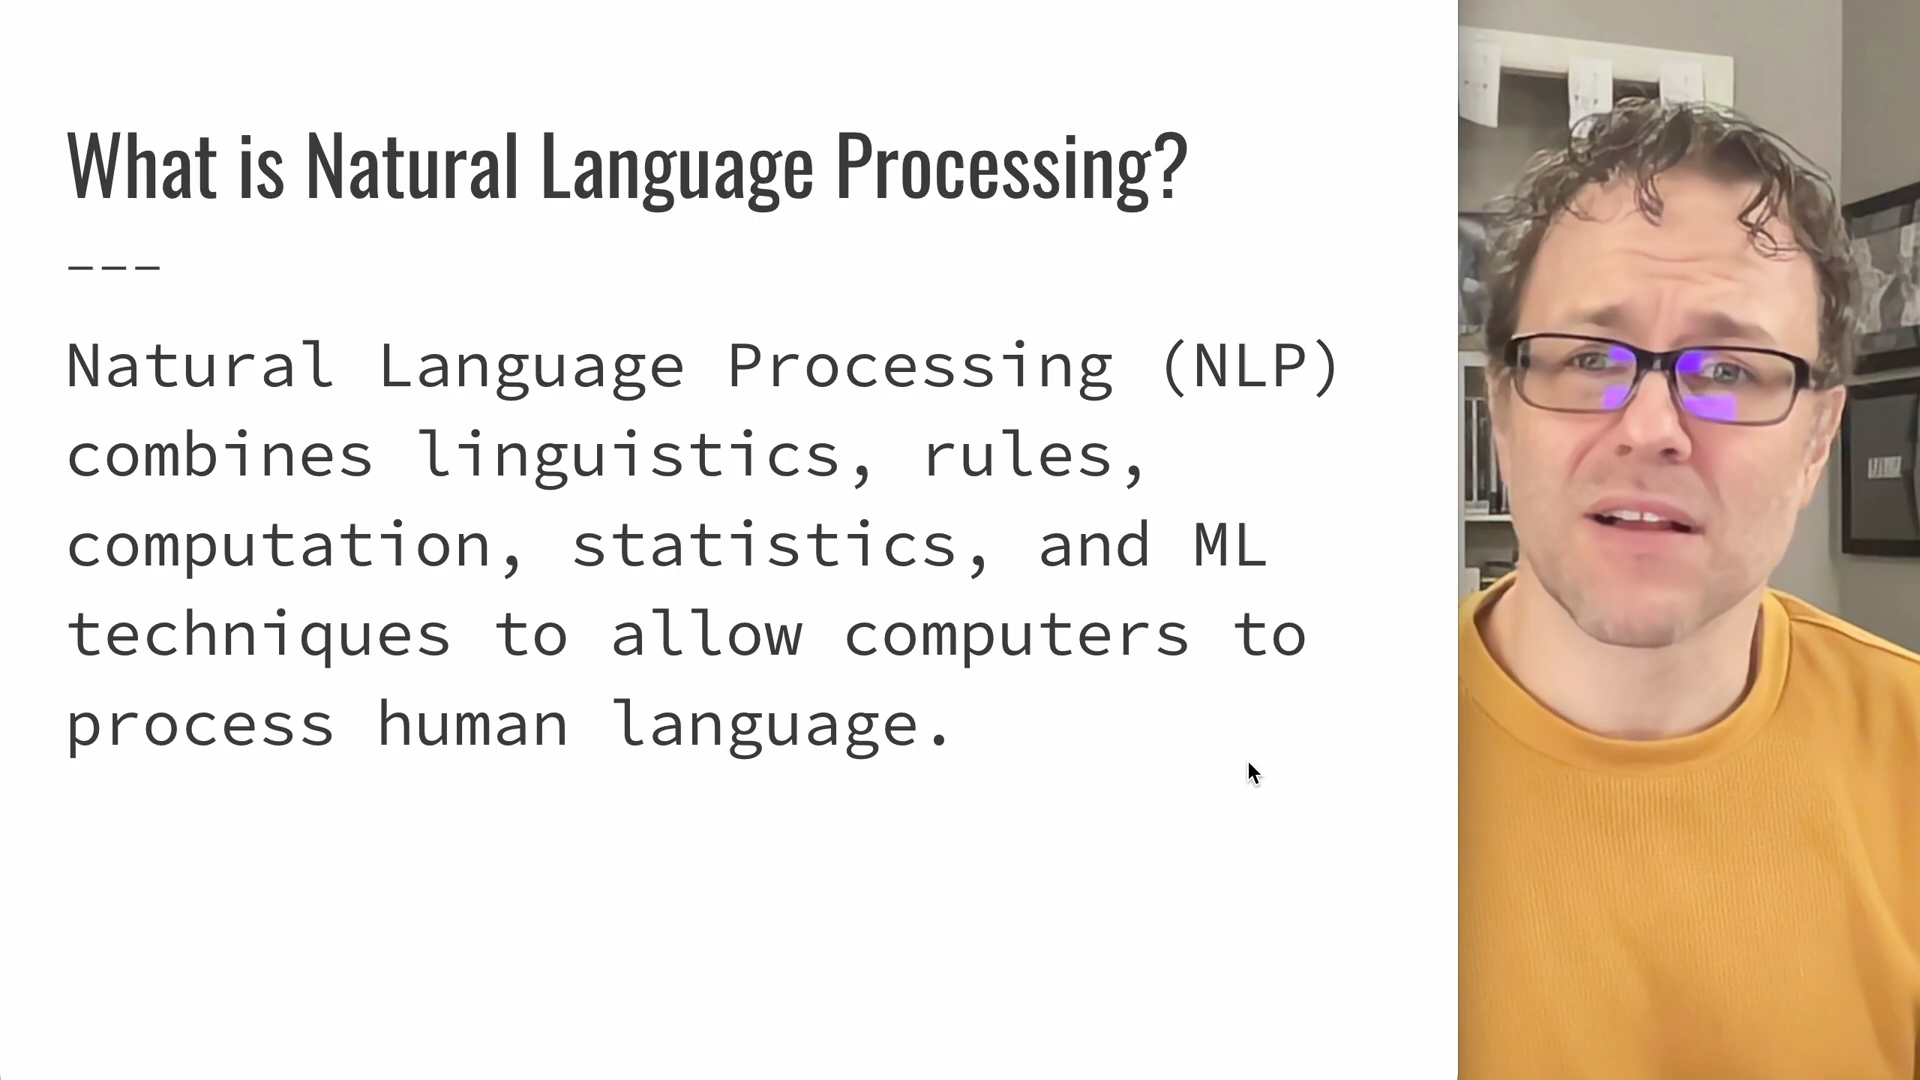 What is Natural Language Processing?
Natural Language Processing (NLP)
combines linguistics, rules,
computation, statistics, and ML
techniques to allow computers to
process human language.